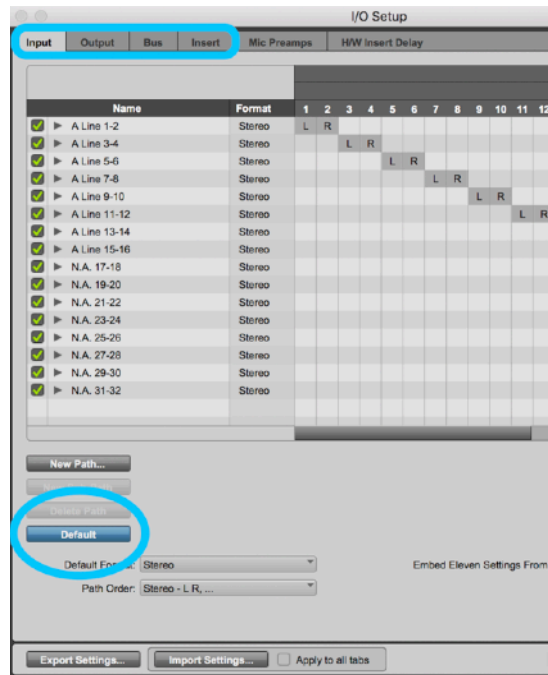 I/O Setup
Input Output Bus Insert Mic Preamps H/W Insert Delay
Name Format 1 2 3 4 5 6 7 8 9 10 11 12
A Line 1-2 Stereo L R
A Line 3-4 Stereo L R
A Line 5-6 Stereo L R
A Line 7-8 Stereo L R
A Line 9-10 Stereo L R
A Line 11-12 Stereo L
A Line 13-14 Stereo
A Line 15-16 Stereo
N.A. 17-18 Stereo
N.A. 19-20 Stereo
N.A. 21-22 Stereo
N.A. 23-24 Stereo
N.A. 25-26 Stereo
N.A. 27-28 Stereo
N.A. 29-30 Stereo
N.A. 31-32 Stereo
New Path...
Path
Delete Path
Default
Default Format: Stereo Embed Eleven Settings From
Path Order: Stereo - L R, ...
Export Settings... Import Settings... Apply to all tabs